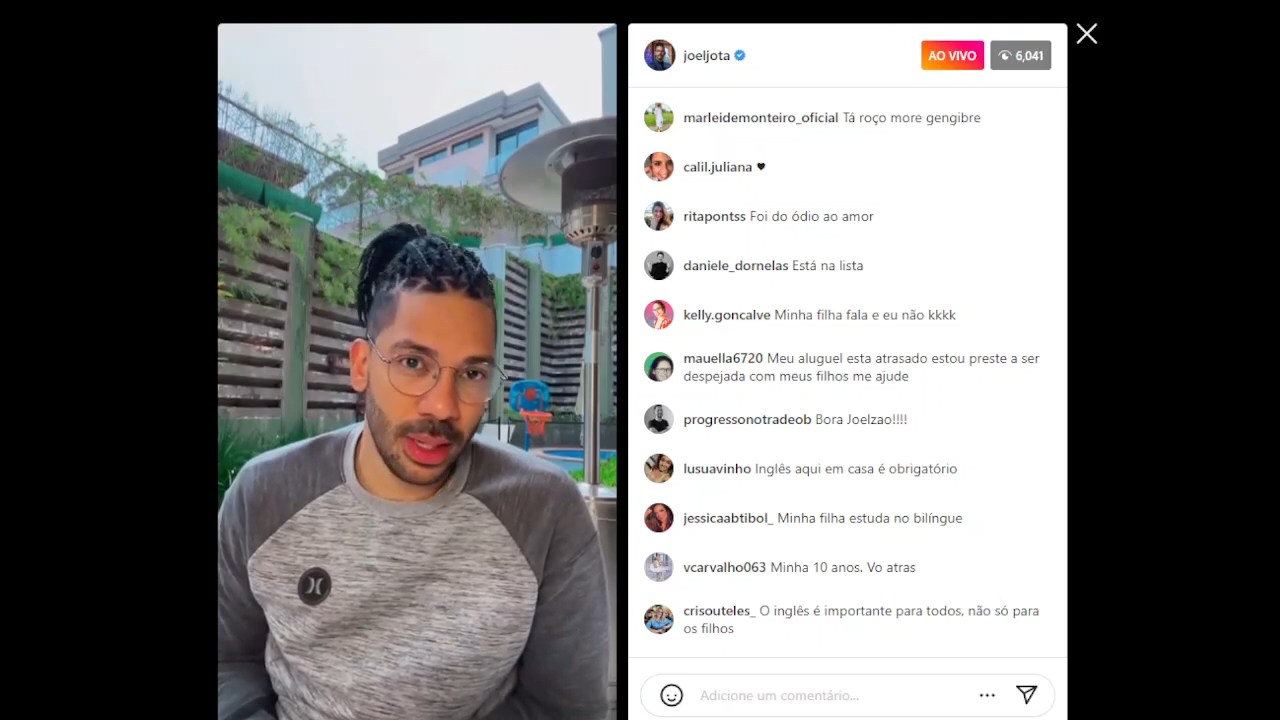 joeljota
AO VIVO
6,041
marleidemonteiro_oficial Tá roço more gengibre
calil.juliana 🖤
ritapontss Foi do ódio ao amor
daniele_dornelas Está na lista
kelly.goncalve Minha filha fala e eu não kkkk
mauella6720 Meu aluguel esta atrasado estou preste a ser
despejada com meus filhos me ajude
progressonotradeob Bora Joelzao!!!!
lusuavinho Inglês aqui em casa é obrigatório
jessicaabtibol_ Minha filha estuda no bilíngue
vcarvalho063 Minha 10 anos. Vo atras
crisouteles_ O inglês é importante para todos, não só para
os filhos
Adicione um comentário...